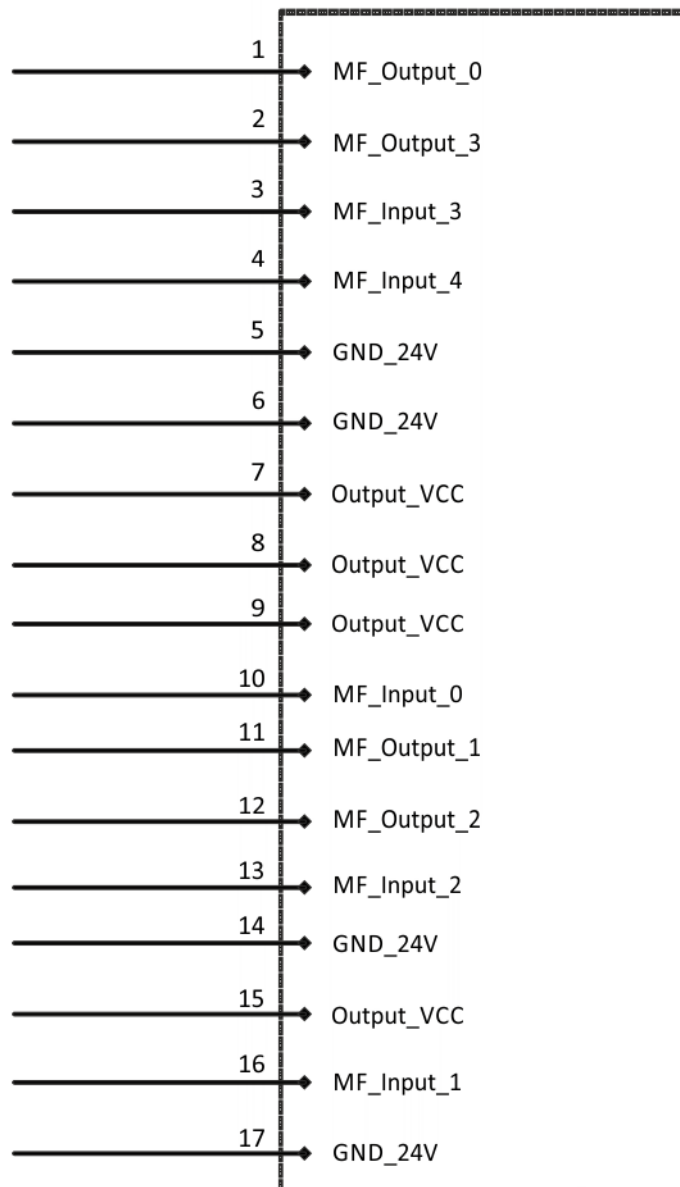 1 MF_Output_0
2 MF_Output_3
3 MF_Input_3
4 MF_Input_4
5 GND_24V
6 GND_24V
7 Output_VCC
8 Output_VCC
9 Output_VCC
10 MF_Input_0
11 MF_Output_1
12 MF_Output_2
13 MF_Input_2
14 GND_24V
15 Output_VCC
16 MF_Input_1
17 GND_24V